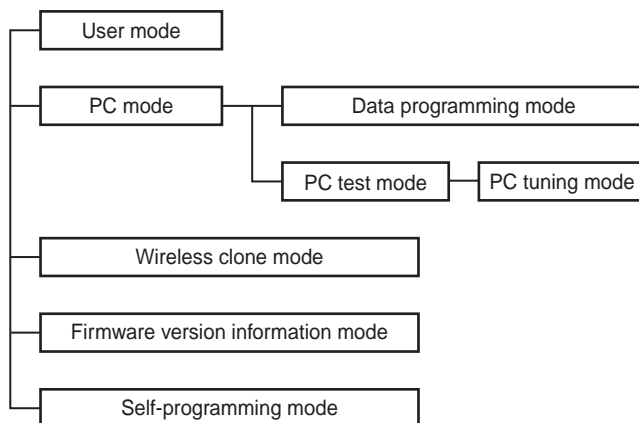 User mode
PC mode
Data programming mode
PC test mode
PC tuning mode
Wireless clone mode
Firmware version information mode
Self-programming mode